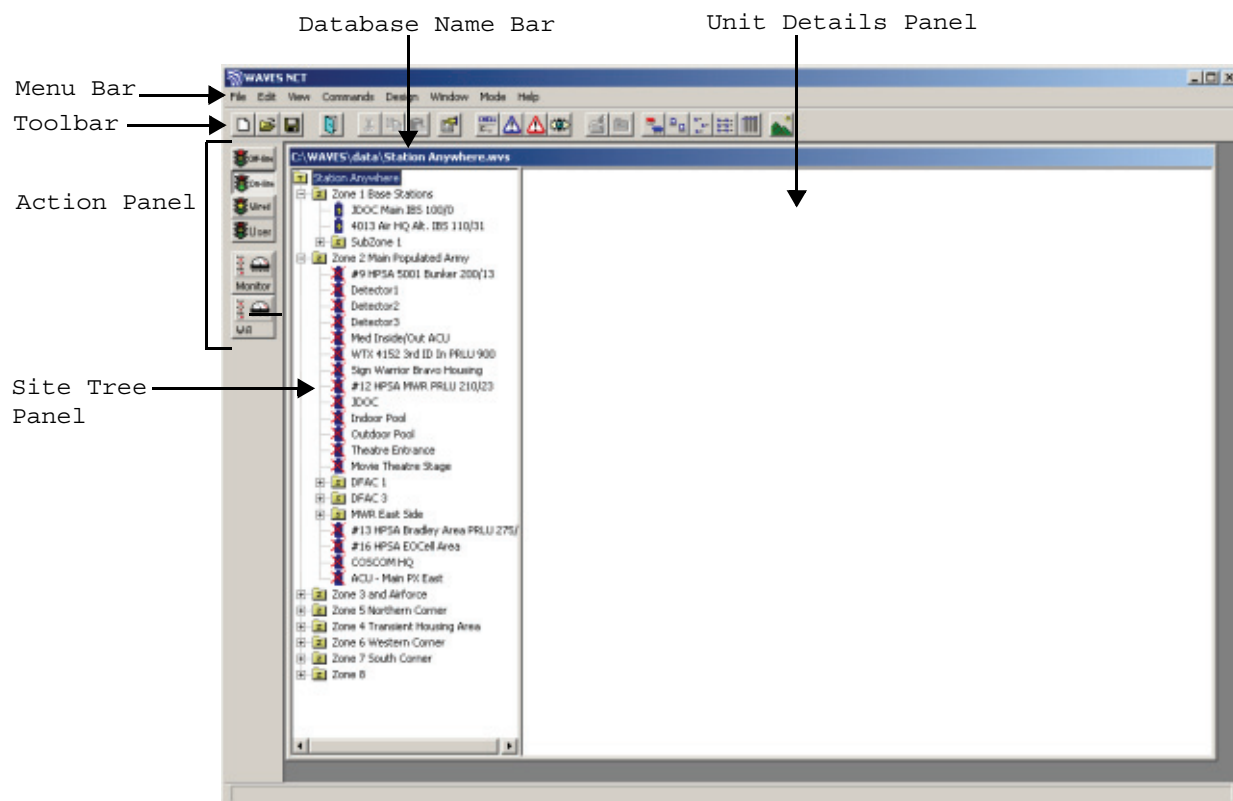 Database Name Bar
Unit Details Panel
Menu Bar
Toolbar
Action Panel
Site Tree
Panel
WAVES NCT
File Edit View Commands Design Window Mode Help
Off-line
On-line
Wired
User
Monitor
C:\WAVES\data\Station Anywhere.wvs
Station Anywhere
Zone 1 Base Stations
JDOC Main IBS 100/0
4013 Air HQ Alt. IBS 110/31
SubZone 1
Zone 2 Main Populated Army
#9 HPSA 5001 Bunker 200/13
Detector1
Detector2
Detector3
Med Inside/Out ACU
WTX 4152 3rd ID In PRLU 900
Sign Warrior Bravo Housing
#12 HPSA MWR PRLU 210/23
JDOC
Indoor Pool
Outdoor Pool
Theatre Entrance
Movie Theatre Stage
DFAC 1
DFAC 3
MWR East Side
#13 HPSA Bradley Area PRLU 275/
#16 HPSA EOCell Area
COSCOM HQ
ACU - Main PX East
Zone 3 and Airforce
Zone 5 Northern Corner
Zone 4 Transient Housing Area
Zone 6 Western Corner
Zone 7 South Corner
Zone 8